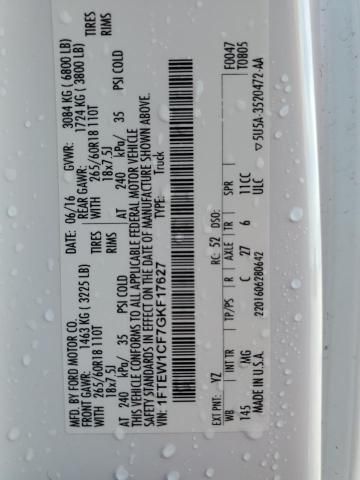 MFD. BY FORD MOTOR CO.
DATE: 06/16 GVWR: 3084 KG ( 6800 LB)
FRONT GAWR: 1463 KG ( 3225 LB) REAR GAWR: 1724 KG ( 3800 LB)
WITH 265/60R18 110T TIRES WITH 265/60R18 110T TIRES
18x7.5J RIMS 18x7.5J RIMS
AT 240 kPa/ 35 PSI COLD AT 240 kPa/ 35 PSI COLD
THIS VEHICLE CONFORMS TO ALL APPLICABLE FEDERAL MOTOR VEHICLE
SAFETY STANDARDS IN EFFECT ON THE DATE OF MANUFACTURE SHOWN ABOVE.
VIN: 1FTEW1CF7GKF17627 TYPE: Truck
F0047
T0805
EXT PNT: YZ RC: 52 DSO:
WB INT TR TP/PS R AXLE TR SPR
145 MG C 27 6 11CC
MADE IN U.S.A. 2201606280642 ULC ▽ 5U5A-3520472-AA